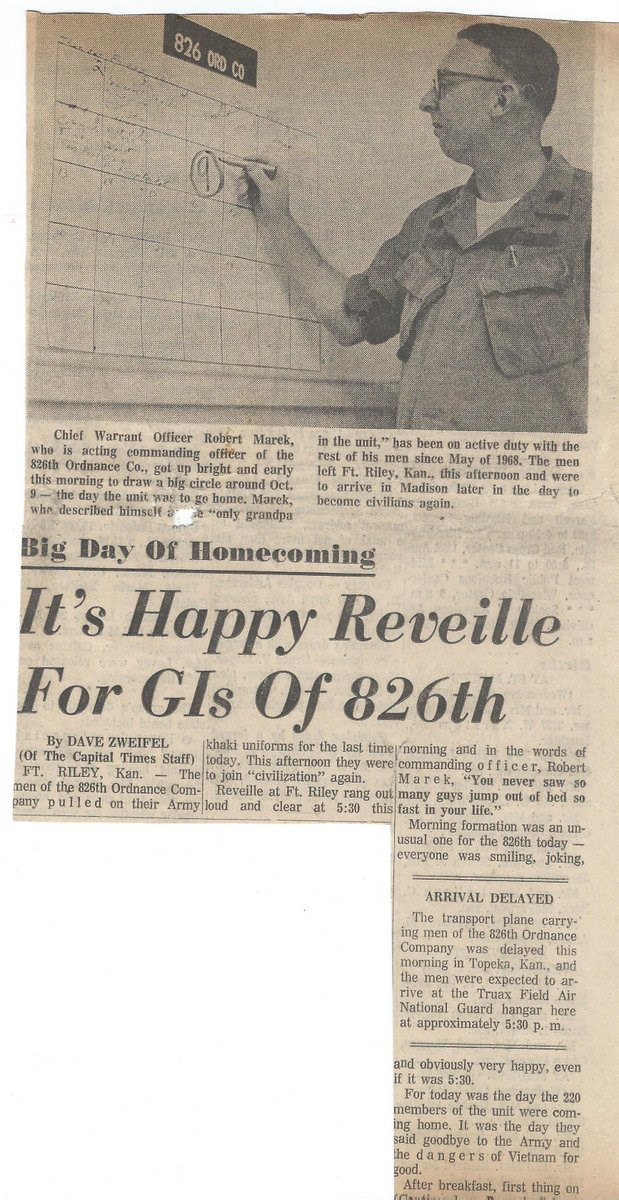 826 ORD CO
9
13
Chief Warrant Officer Robert Marek,
who is acting commanding officer of the
826th Ordnance Co., got up bright and early
this morning to draw a big circle around Oct.
9 — the day the unit was to go home. Marek,
who described himself "only grandpa
in the unit," has been on active duty with the
rest of his men since May of 1968. The men
left Ft. Riley, Kan., this afternoon and were
to arrive in Madison later in the day to
become civilians again.
Big Day Of Homecoming
It's Happy Reveille
For GIs Of 826th
By DAVE ZWEIFEL
(Of The Capital Times Staff)
FT. RILEY, Kan. — The
men of the 826th Ordnance Com-
pany pulled on their Army
khaki uniforms for the last time
today. This afternoon they were
to join "civilization" again.
Reveille at Ft. Riley rang out
loud and clear at 5:30 this
morning and in the words of
commanding officer, Robert
Marek, "You never saw so
many guys jump out of bed so
fast in your life."
Morning formation was an un-
usual one for the 826th today —
everyone was smiling, joking,
ARRIVAL DELAYED
The transport plane carry-
ing men of the 826th Ordnance
Company was delayed this
morning in Topeka, Kan., and
the men were expected to ar-
rive at the Truax Field Air
National Guard hangar here
at approximately 5:30 p. m.
and obviously very happy, even
if it was 5:30.
For today was the day the 220
members of the unit were com-
ing home. It was the day they
said goodbye to the Army and
the dangers of Vietnam for
good.
After breakfast, first thing on